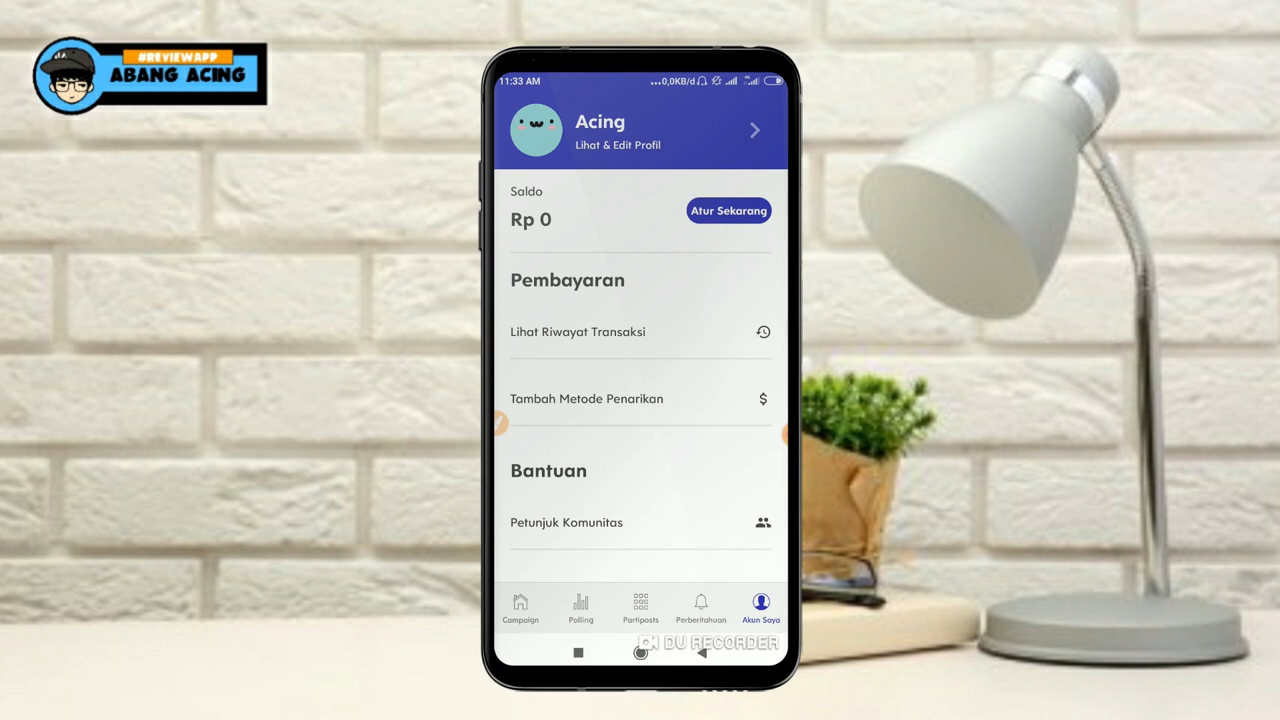 #REVIEWAPP
ABANG ACING
11:33 AM
...0,0KB/d
Acing
Lihat & Edit Profil
Saldo
Rp 0
Atur Sekarang
Pembayaran
Lihat Riwayat Transaksi
Tambah Metode Penarikan
$
Bantuan
Petunjuk Komunitas
Campaign
Polling
Partiposts
Perberitahuan
Akun Saya
DU RECORDER